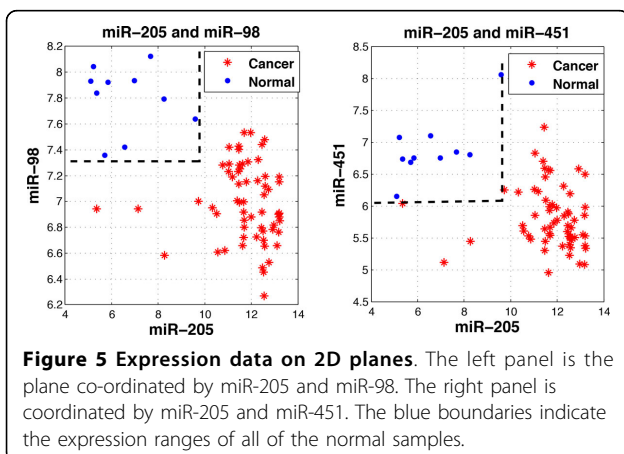 miR−205 and miR−98
8.2
8
7.8
7.6
7.4
7.2
7
6.8
6.6
6.4
6.2
miR−98
4 6 8 10 12 14
miR−205
Cancer
Normal
miR−205 and miR−451
8.5
8
7.5
7
6.5
6
5.5
5
4.5
miR−451
4 6 8 10 12 14
miR−205
Cancer
Normal
Figure 5 Expression data on 2D planes. The left panel is the
plane co-ordinated by miR-205 and miR-98. The right panel is
coordinated by miR-205 and miR-451. The blue boundaries indicate
the expression ranges of all of the normal samples.